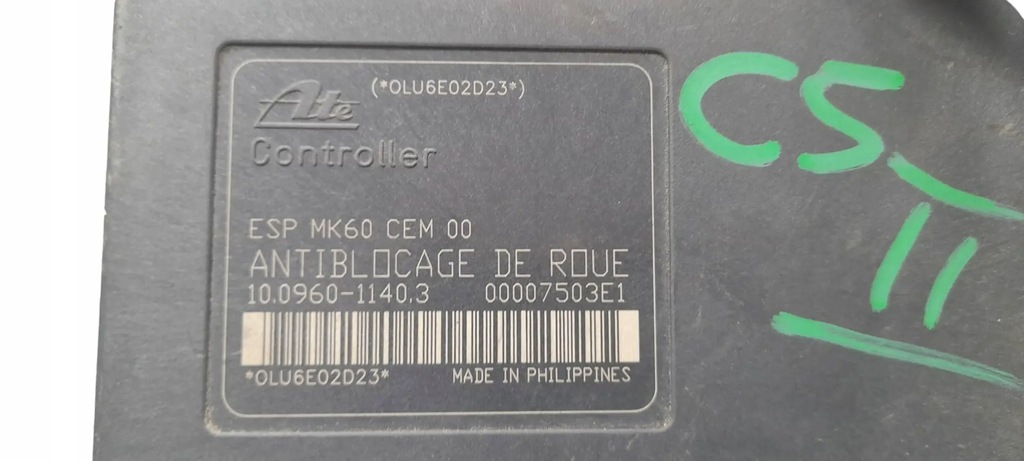 (*OLU6E02D23*)
Ate
Controller
ESP MK60 CEM 00
ANTIBLOCAGE DE ROUE
10.0960-1140.3 00007503E1
*OLU6E02D23* MADE IN PHILIPPINES
C5
II